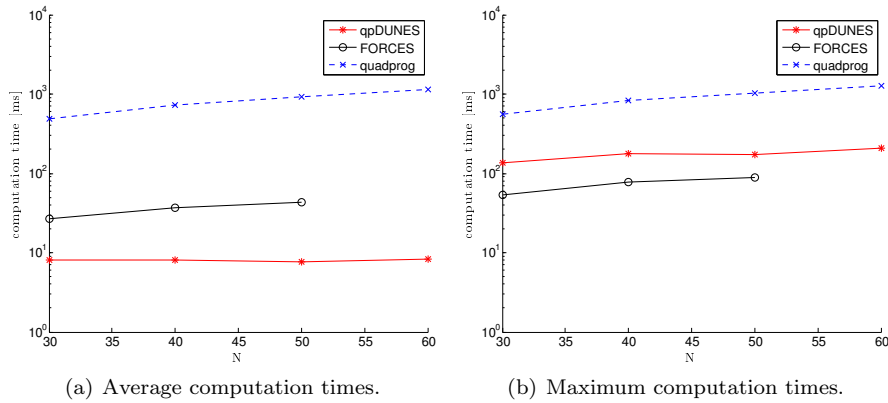 10^4
10^3
10^2
10^1
10^0
computation time [ms]
qpDUNES
FORCES
quadprog
30 35 40 45 50 55 60
N
(a) Average computation times.
10^4
10^3
10^2
10^1
10^0
computation time [ms]
qpDUNES
FORCES
quadprog
30 35 40 45 50 55 60
N
(b) Maximum computation times.